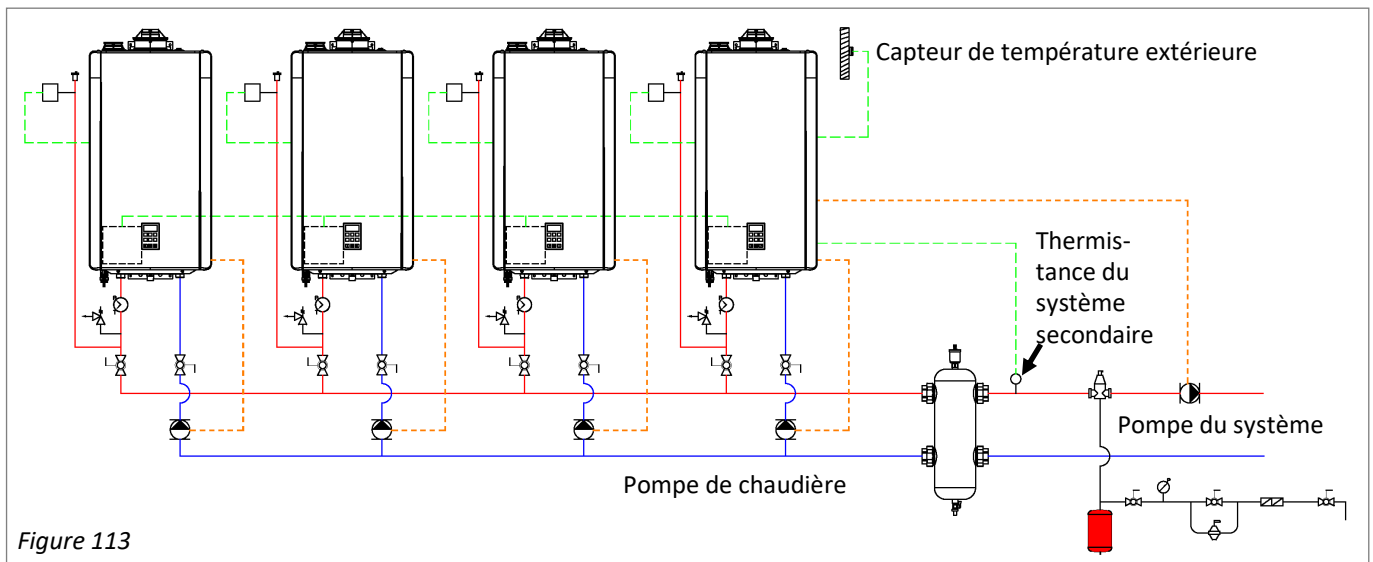 Capteur de température extérieure
Thermis-
tance du
système
secondaire
Pompe du système
Pompe de chaudière
Figure 113